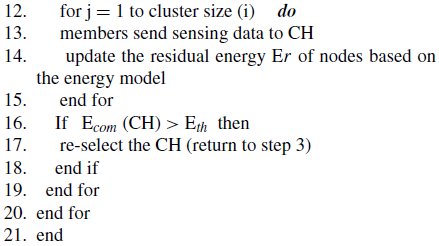 12. for j = 1 to cluster size (i) do
13. members send sensing data to CH
14. update the residual energy Er of nodes based on
the energy model
15. end for
16. If Ecom (CH) > Eth then
17. re-select the CH (return to step 3)
18. end if
19. end for
20. end for
21. end